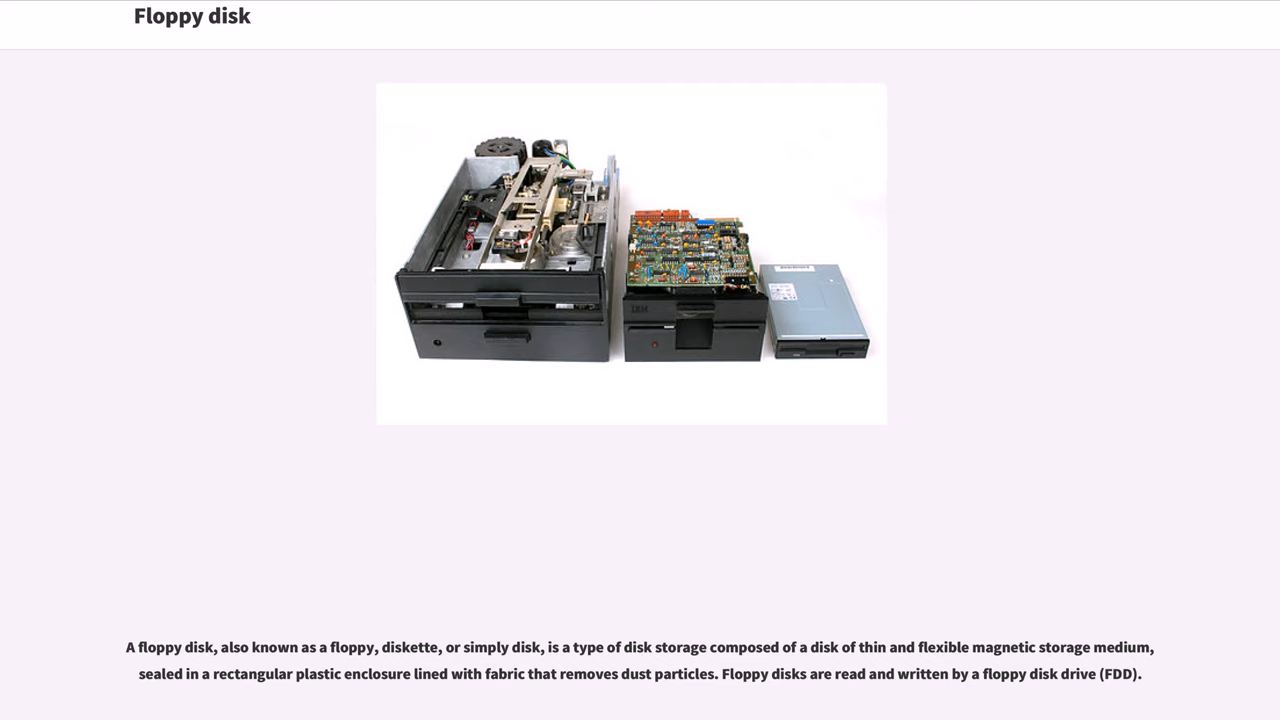 Floppy disk
IBM
A floppy disk, also known as a floppy, diskette, or simply disk, is a type of disk storage composed of a disk of thin and flexible magnetic storage medium,
sealed in a rectangular plastic enclosure lined with fabric that removes dust particles. Floppy disks are read and written by a floppy disk drive (FDD).